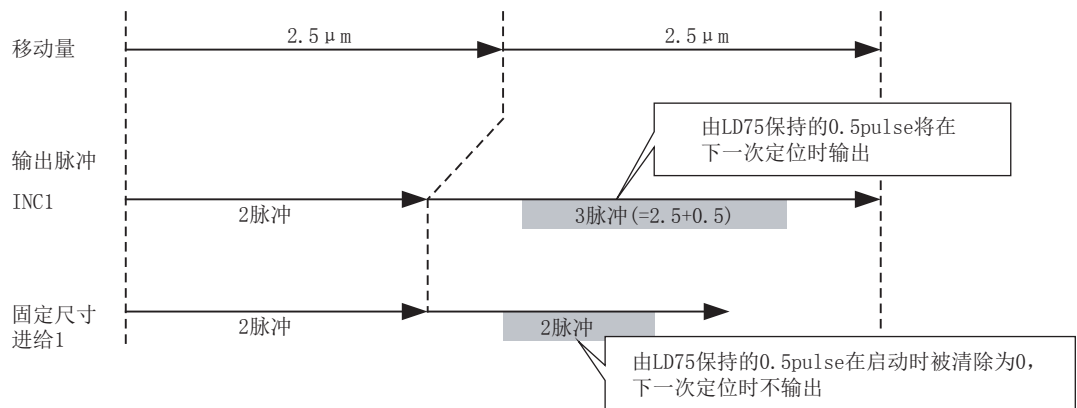 移动量
2.5μm
2.5μm
由LD75保持的0.5pulse将在
下一次定位时输出
输出脉冲
INC1
2脉冲
3脉冲(=2.5+0.5)
固定尺寸
进给1
2脉冲
2脉冲
由LD75保持的0.5pulse在启动时被清除为0，
下一次定位时不输出